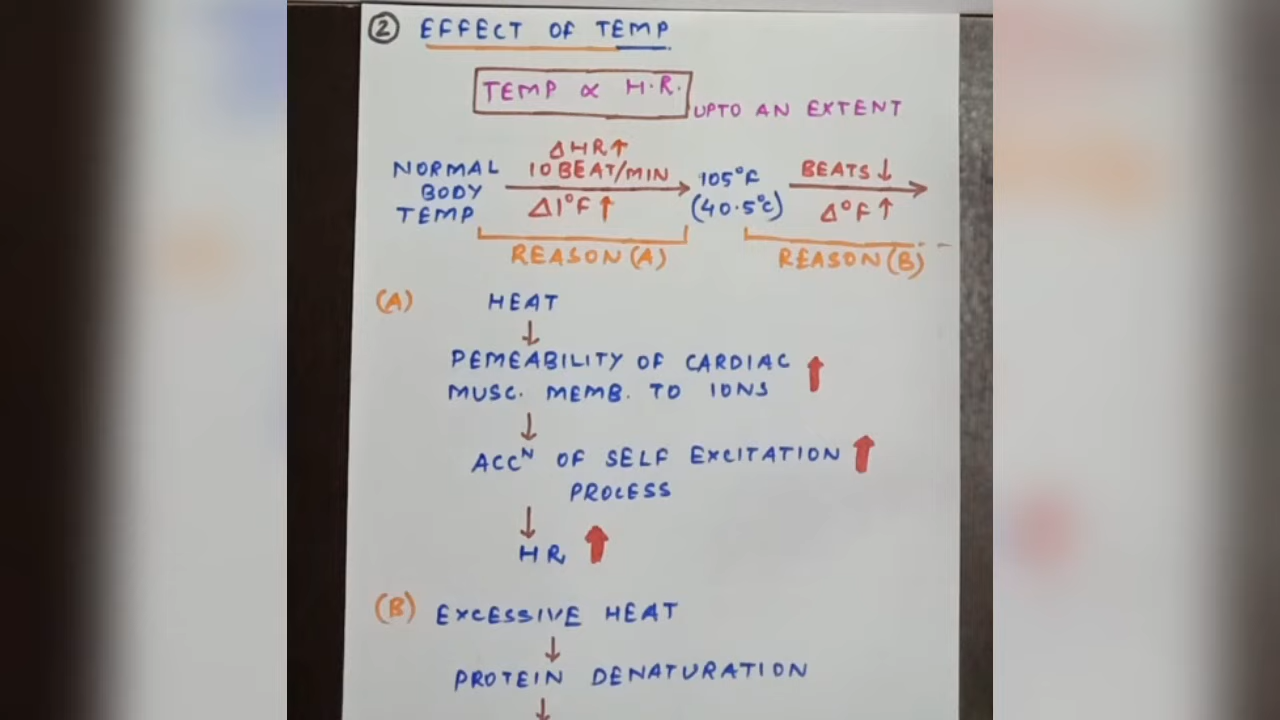 ② EFFECT OF TEMP
TEMP ∝ H.R.
UPTO AN EXTENT
NORMAL BODY TEMP
ΔHR↑
10 BEAT/MIN
Δ1°F ↑
105°F
(40.5°C)
BEATS ↓
Δ°F ↑
REASON (A)
REASON (B)
(A) HEAT
↓
PEMEABILITY OF CARDIAC ↑
MUSC. MEMB. TO IONS
↓
ACCᴺ OF SELF EXCITATION ↑
PROCESS
↓
HR ↑
(B) EXCESSIVE HEAT
↓
PROTEIN DENATURATION
↓